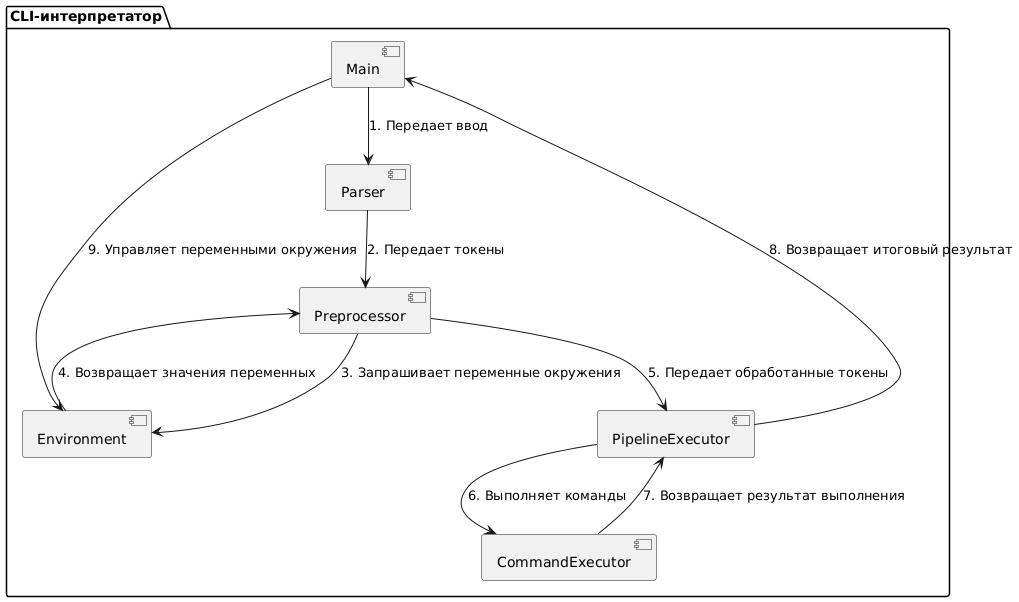 CLI-интерпретатор
Main
1. Передает ввод
Parser
9. Управляет переменными окружения
2. Передает токены
8. Возвращает итоговый результат
Preprocessor
4. Возвращает значения переменных
3. Запрашивает переменные окружения
5. Передает обработанные токены
Environment
PipelineExecutor
6. Выполняет команды
7. Возвращает результат выполнения
CommandExecutor